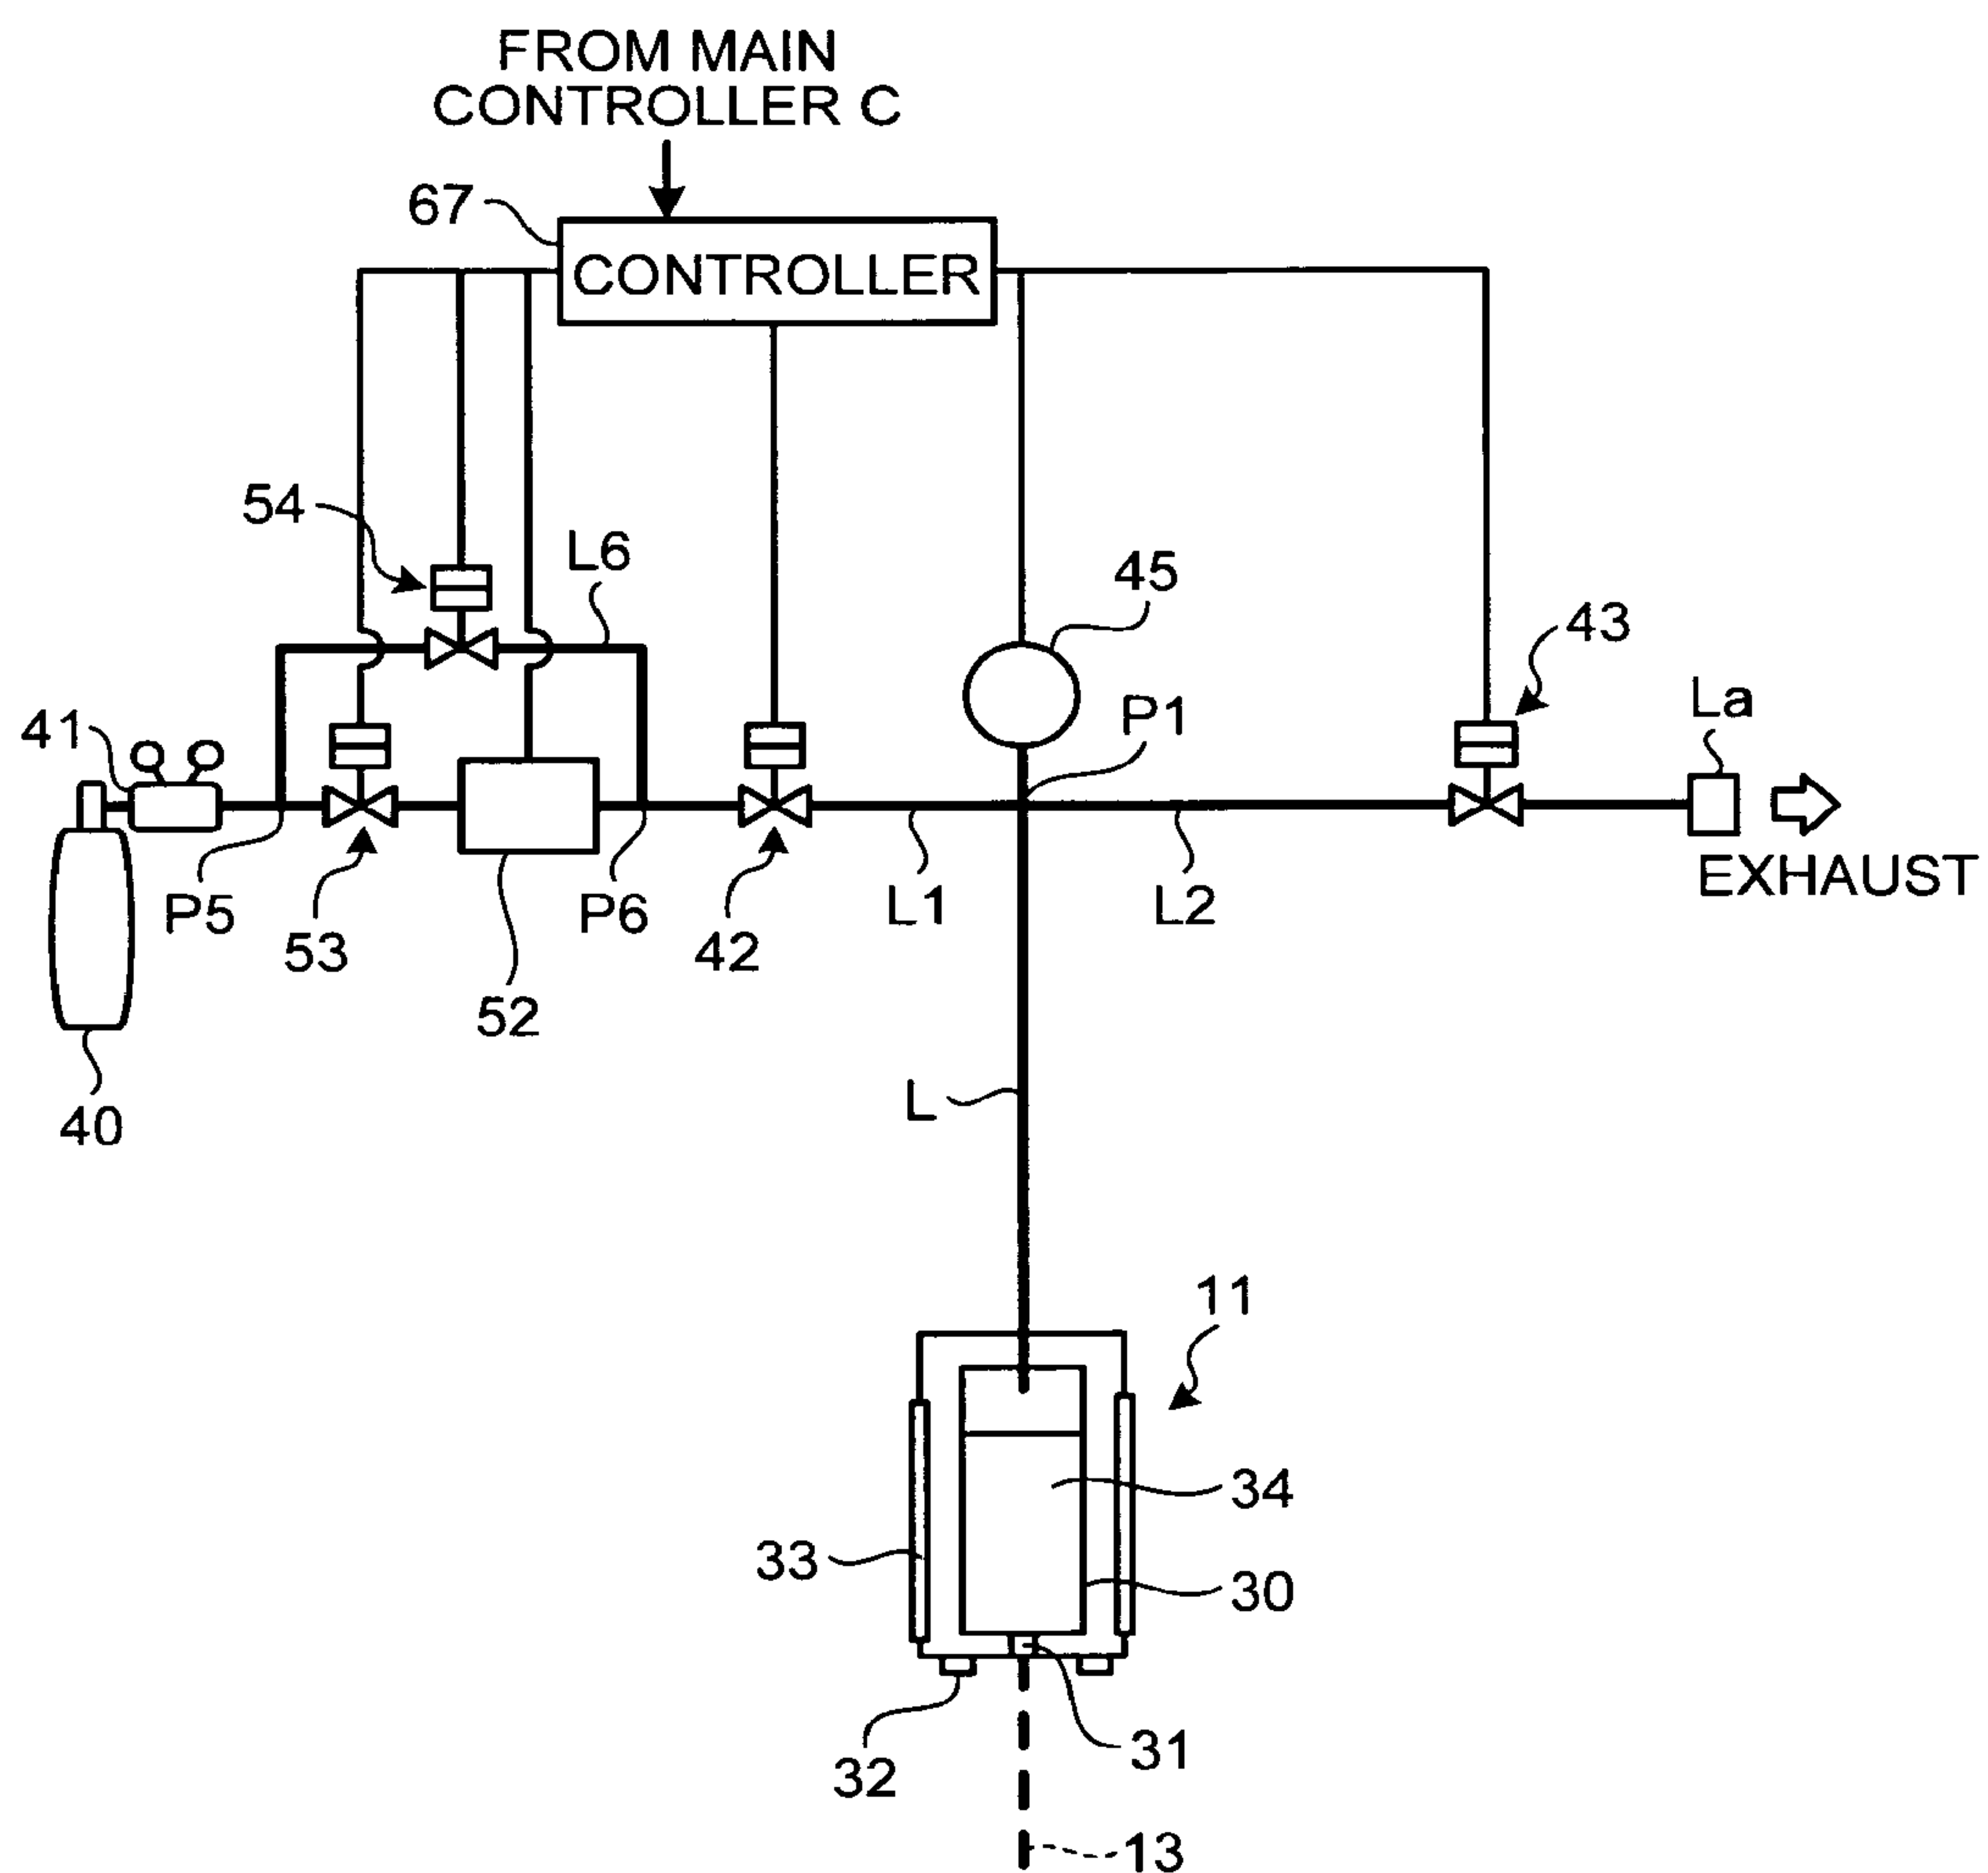 FROM MAIN
CONTROLLER C
67
CONTROLLER
54
L6
45
43
41
P1
La
P5
53
P6
42
L1
L2
EXHAUST
52
40
L
11
34
33
30
32
31
13